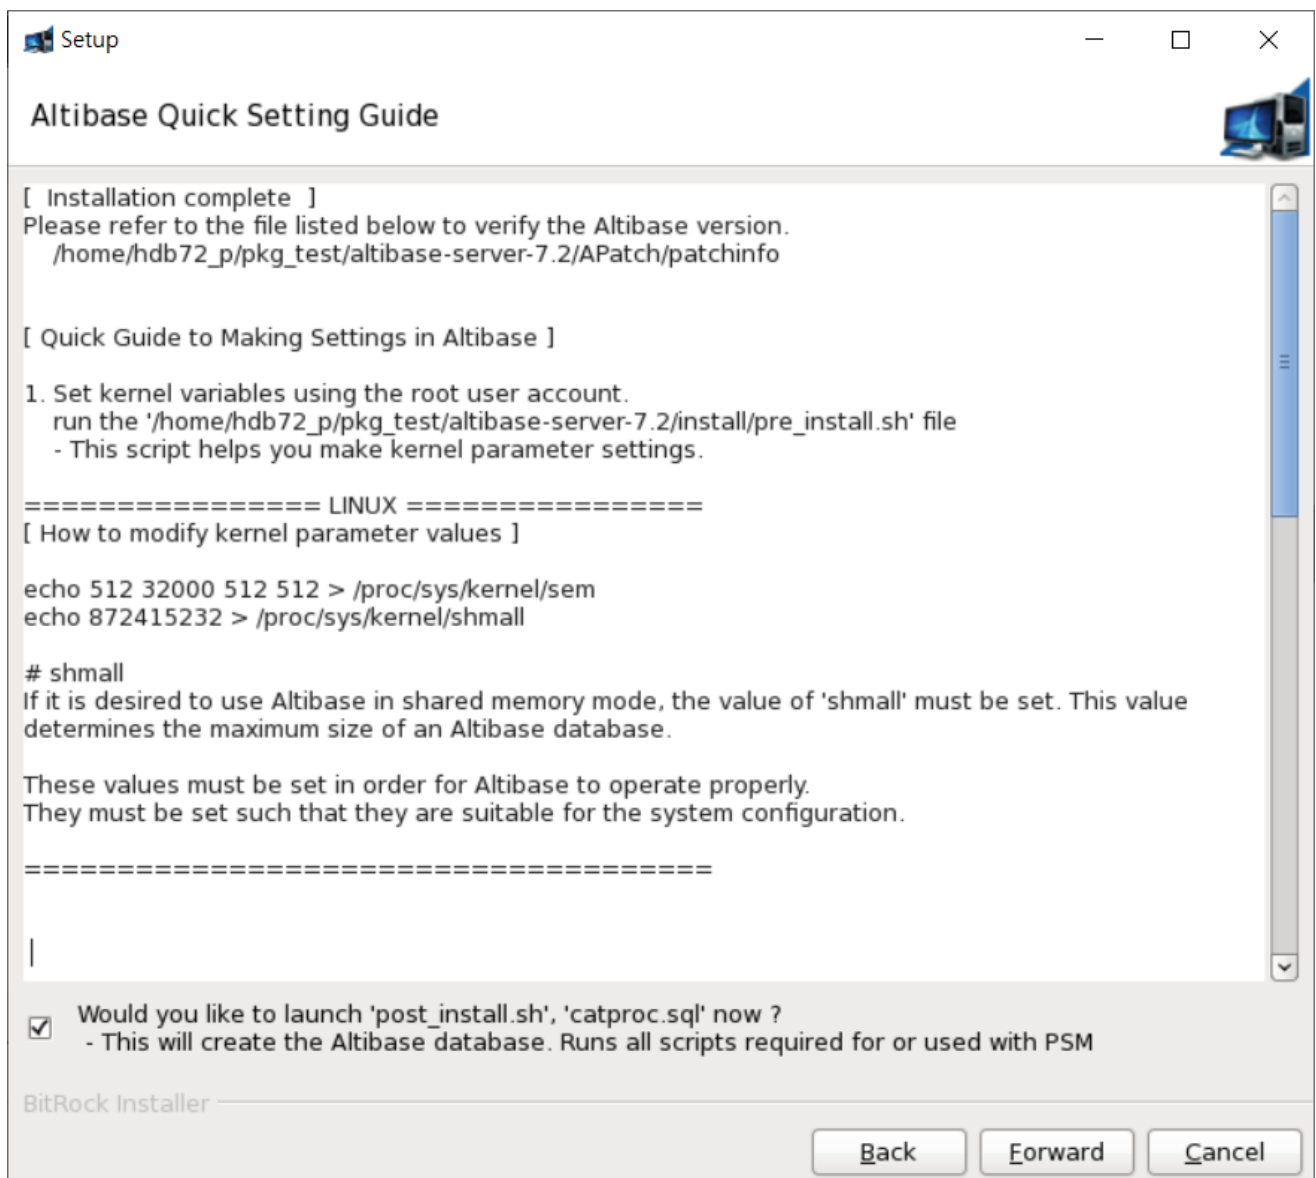 Setup
Altibase Quick Setting Guide
[  Installation complete  ]
Please refer to the file listed below to verify the Altibase version.
/home/hdb72_p/pkg_test/altibase-server-7.2/APatch/patchinfo
[ Quick Guide to Making Settings in Altibase ]
1. Set kernel variables using the root user account.
run the '/home/hdb72_p/pkg_test/altibase-server-7.2/install/pre_install.sh' file
- This script helps you make kernel parameter settings.
================ LINUX ================
[ How to modify kernel parameter values ]
echo 512 32000 512 512 > /proc/sys/kernel/sem
echo 872415232 > /proc/sys/kernel/shmall
# shmall
If it is desired to use Altibase in shared memory mode, the value of 'shmall' must be set. This value
determines the maximum size of an Altibase database.
These values must be set in order for Altibase to operate properly.
They must be set such that they are suitable for the system configuration.
=====================================
Would you like to launch 'post_install.sh', 'catproc.sql' now ?
- This will create the Altibase database. Runs all scripts required for or used with PSM
BitRock Installer
Back
Forward
Cancel